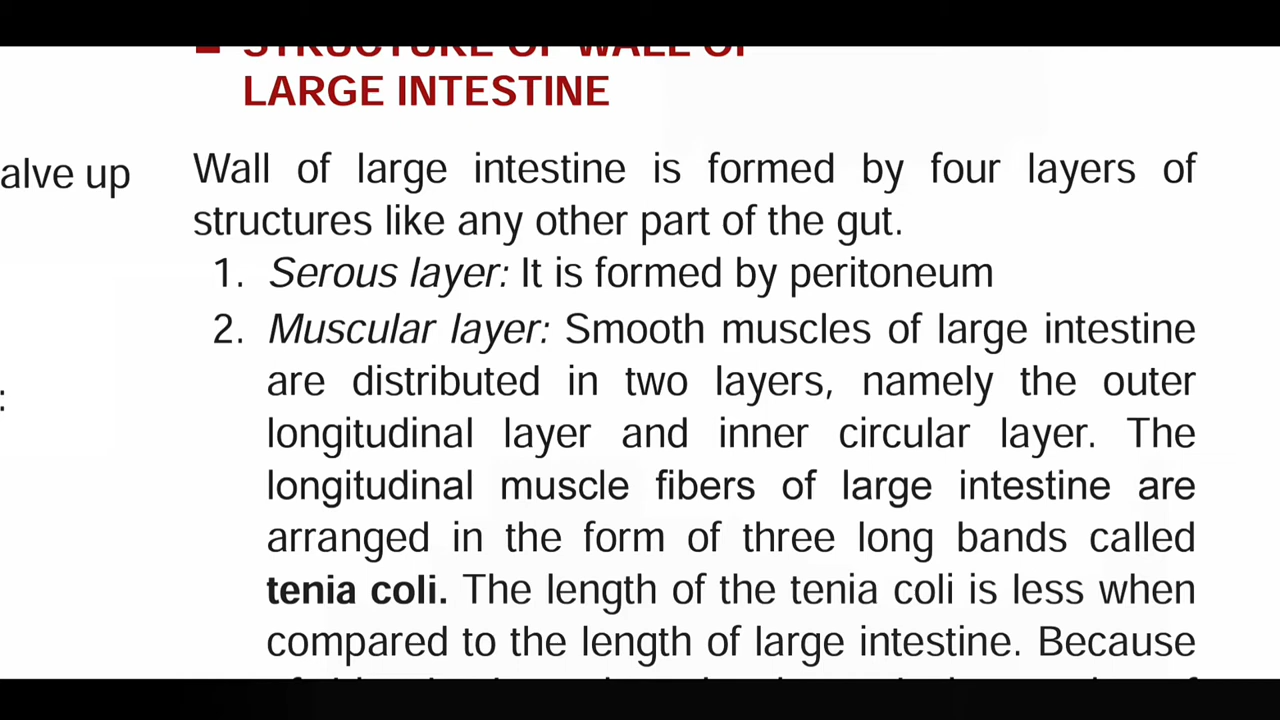 STRUCTURE OF WALL OF
LARGE INTESTINE
alve up
Wall of large intestine is formed by four layers of
structures like any other part of the gut.
1. Serous layer: It is formed by peritoneum
2. Muscular layer: Smooth muscles of large intestine
are distributed in two layers, namely the outer
:
longitudinal layer and inner circular layer. The
longitudinal muscle fibers of large intestine are
arranged in the form of three long bands called
tenia coli. The length of the tenia coli is less when
compared to the length of large intestine. Because